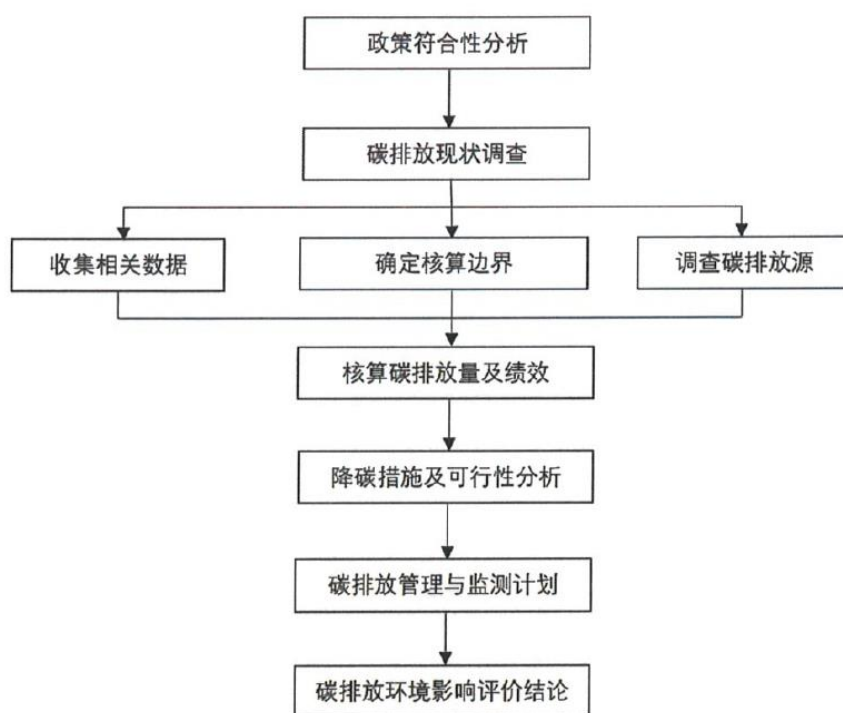 政策符合性分析
碳排放现状调查
收集相关数据
确定核算边界
调查碳排放源
核算碳排放量及绩效
降碳措施及可行性分析
碳排放管理与监测计划
碳排放环境影响评价结论